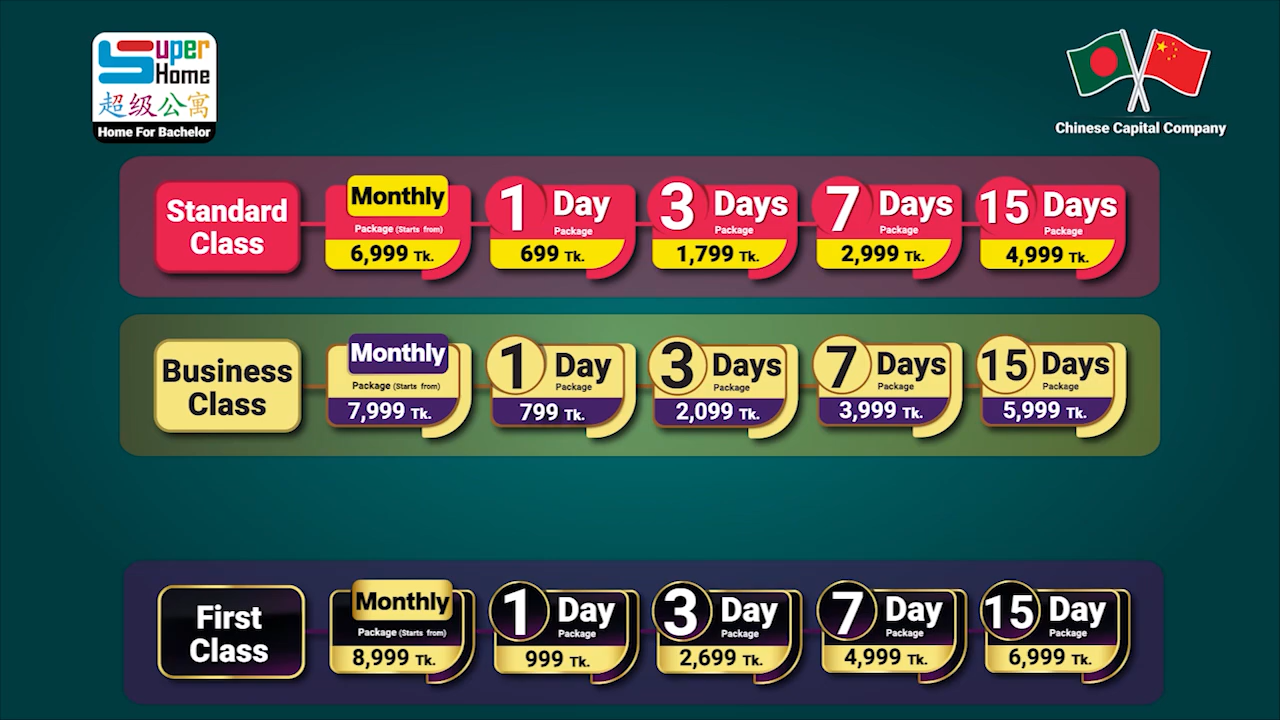 Super
Home
超级公寓
Home For Bachelor
Chinese Capital Company
Standard
Class
Monthly
Package (Starts from)
6,999 Tk.
1 Day
Package
699 Tk.
3 Days
Package
1,799 Tk.
7 Days
Package
2,999 Tk.
15 Days
Package
4,999 Tk.
Business
Class
Monthly
Package (Starts from)
7,999 Tk.
1 Day
Package
799 Tk.
3 Days
Package
2,099 Tk.
7 Days
Package
3,999 Tk.
15 Days
Package
5,999 Tk.
First
Class
Monthly
Package (Starts from)
8,999 Tk.
1 Day
Package
999 Tk.
3 Day
Package
2,699 Tk.
7 Day
Package
4,999 Tk.
15 Day
Package
6,999 Tk.